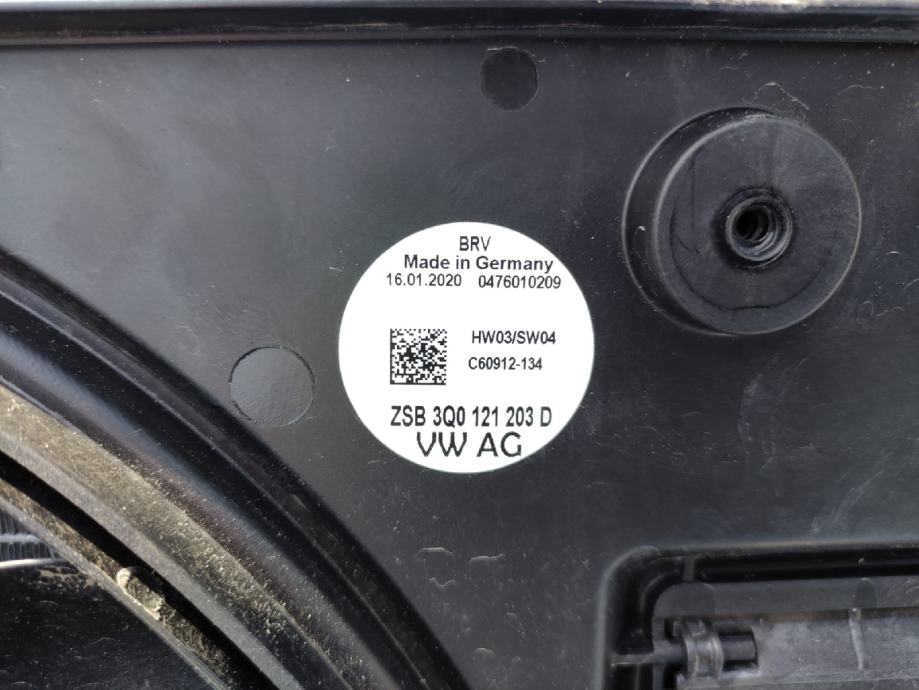 BRV
Made in Germany
16.01.2020 0476010209
HW03/SW04
C60912-134
ZSB 3Q0 121 203 D
VW AG